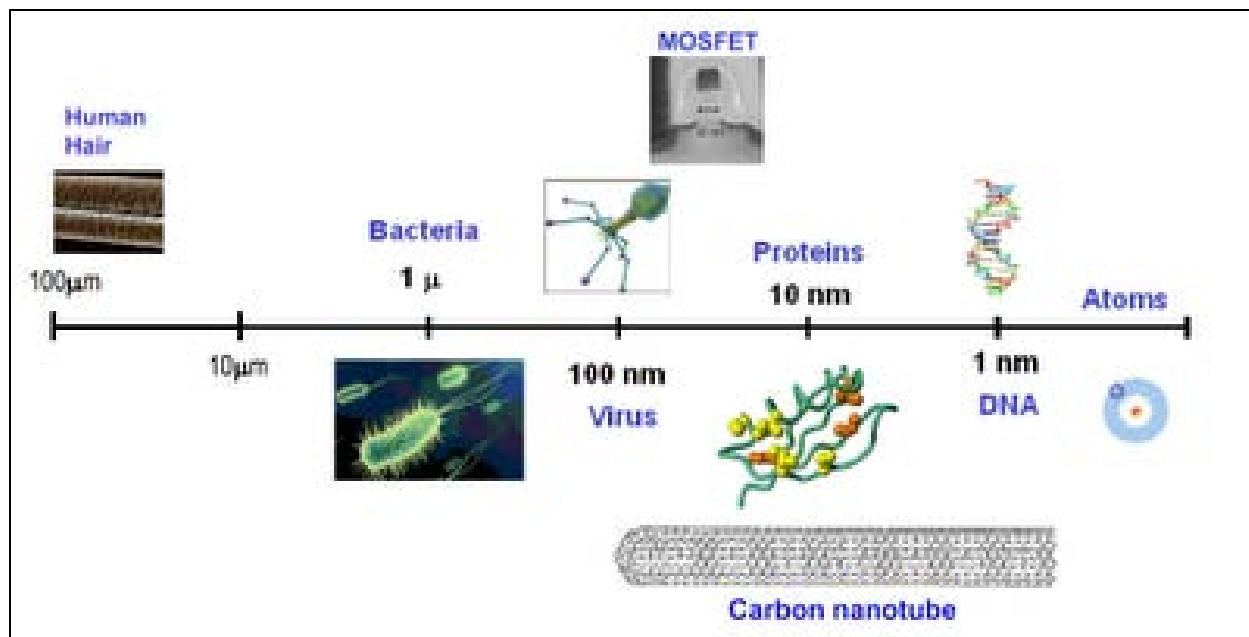 MOSFET
Human
Hair
Bacteria
1 μ
Proteins
10 nm
Atoms
100μm
10μm
100 nm
Virus
1 nm
DNA
Carbon nanotube